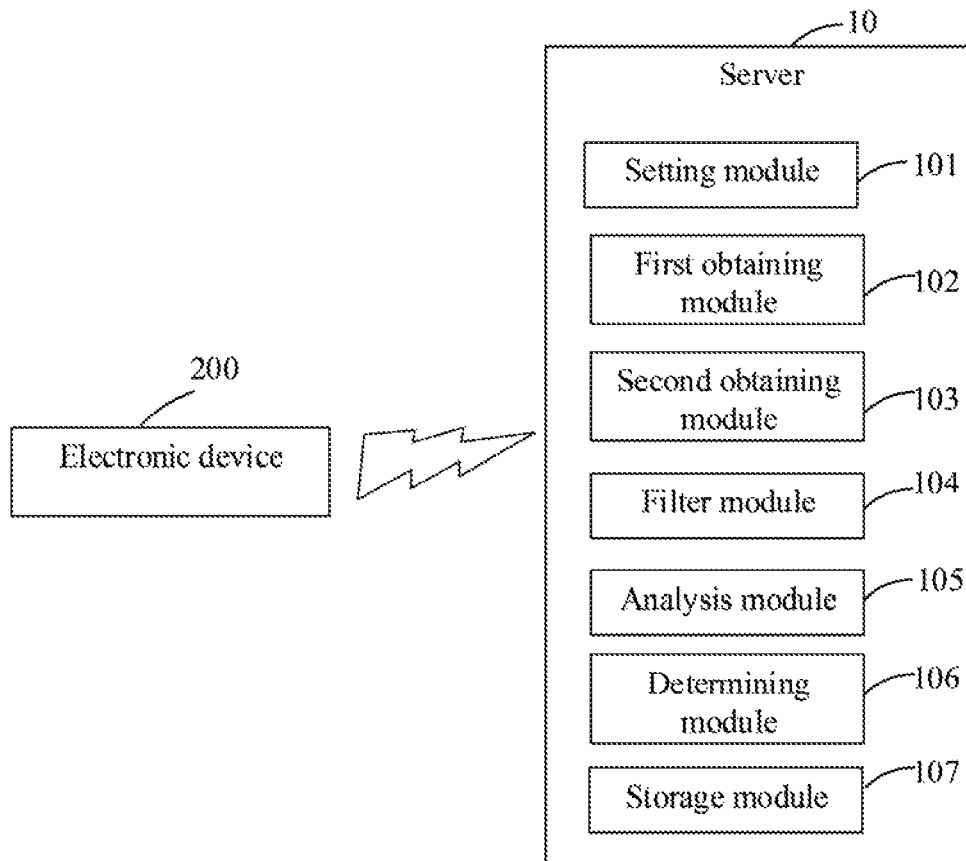 10
Server
Setting module
101
First obtaining
module
102
Second obtaining
module
103
200
Electronic device
Filter module
104
Analysis module
105
Determining
module
106
Storage module
107